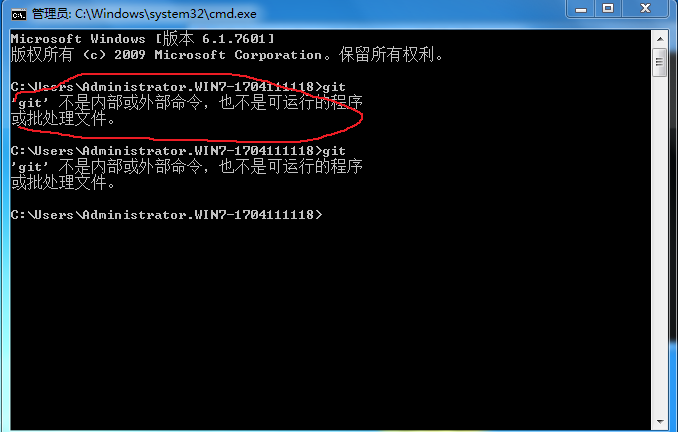 管理员: C:\Windows\system32\cmd.exe
Microsoft Windows [版本 6.1.7601]
版权所有 (c) 2009 Microsoft Corporation。保留所有权利。
C:\Users\Administrator.WIN7-1704111118>git
'git' 不是内部或外部命令，也不是可运行的程序
或批处理文件。
C:\Users\Administrator.WIN7-1704111118>git
'git' 不是内部或外部命令，也不是可运行的程序
或批处理文件。
C:\Users\Administrator.WIN7-1704111118>